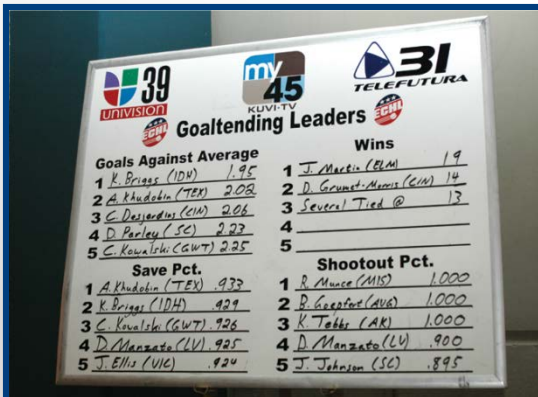 39
UNIVISION
my
45
KUVI-TV
31
TELEFUTURA
ECHL Goaltending Leaders ECHL
Goals Against Average
1 K. Briggs (IDH) 1.95
2 A. Khudobin (TEX) 2.02
3 C. Desjardins (CIN) 2.06
4 D. Parley (SC) 2.23
5 C. Kowalski (GWT) 2.25
Wins
1 J. Martin (ELM) 19
2 D. Grumet-Morris (CIN) 14
3 Several Tied @ 13
4
5
Save Pct.
1 A. Khudobin (TEX) .933
2 K. Briggs (IDH) .929
3 C. Kowalski (GWT) .926
4 D. Manzato (LV) .925
5 J. Ellis (VIC) .924
Shootout Pct.
1 R. Munce (MIS) 1.000
2 B. Goepfert (AUG) 1.000
3 K. Tebbs (AK) 1.000
4 D. Manzato (LV) .900
5 J. Johnson (SC) .895